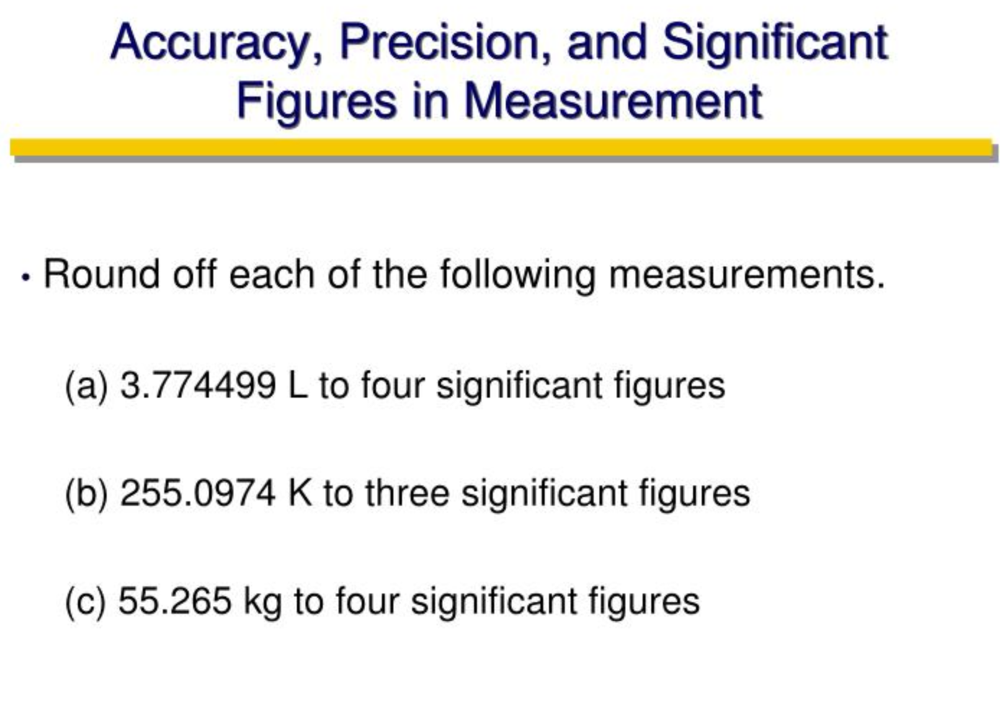 Accuracy, Precision, and Significant
Figures in Measurement
• Round off each of the following measurements.
(a) 3.774499 L to four significant figures
(b) 255.0974 K to three significant figures
(c) 55.265 kg to four significant figures